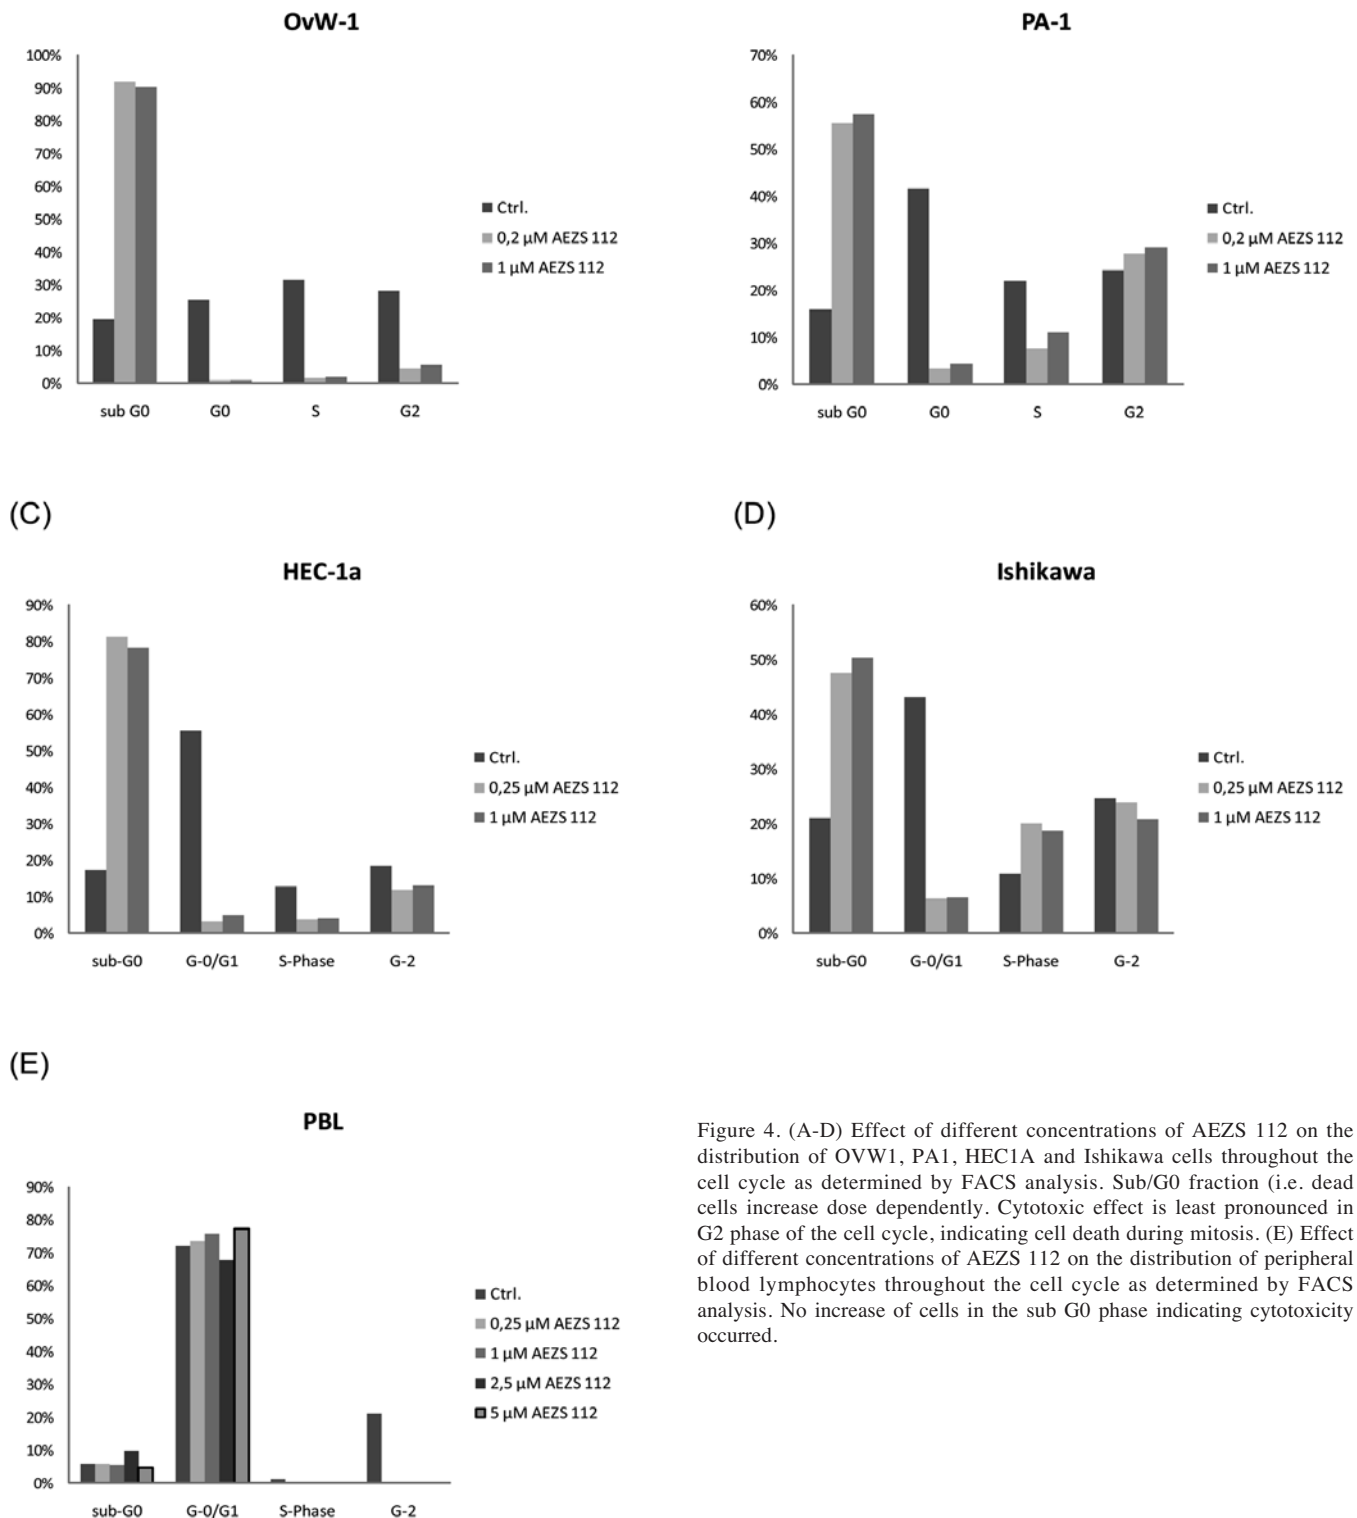 OvW-1
100%
90%
80%
70%
60%
50%
40%
30%
20%
10%
0%
sub G0 G0 S G2
Ctrl.
0,2 µM AEZS 112
1 µM AEZS 112
PA-1
70%
60%
50%
40%
30%
20%
10%
0%
sub G0 G0 S G2
Ctrl.
0,2 µM AEZS 112
1 µM AEZS 112
(C)
HEC-1a
90%
80%
70%
60%
50%
40%
30%
20%
10%
0%
sub-G0 G-0/G1 S-Phase G-2
Ctrl.
0,25 µM AEZS 112
1 µM AEZS 112
(D)
Ishikawa
60%
50%
40%
30%
20%
10%
0%
sub-G0 G-0/G1 S-Phase G-2
Ctrl.
0,25 µM AEZS 112
1 µM AEZS 112
(E)
PBL
90%
80%
70%
60%
50%
40%
30%
20%
10%
0%
sub-G0 G-0/G1 S-Phase G-2
Ctrl.
0,25 µM AEZS 112
1 µM AEZS 112
2,5 µM AEZS 112
5 µM AEZS 112
Figure 4. (A-D) Effect of different concentrations of AEZS 112 on the
distribution of OVW1, PA1, HEC1A and Ishikawa cells throughout the
cell cycle as determined by FACS analysis. Sub/G0 fraction (i.e. dead
cells increase dose dependently. Cytotoxic effect is least pronounced in
G2 phase of the cell cycle, indicating cell death during mitosis. (E) Effect
of different concentrations of AEZS 112 on the distribution of peripheral
blood lymphocytes throughout the cell cycle as determined by FACS
analysis. No increase of cells in the sub G0 phase indicating cytotoxicity
occurred.